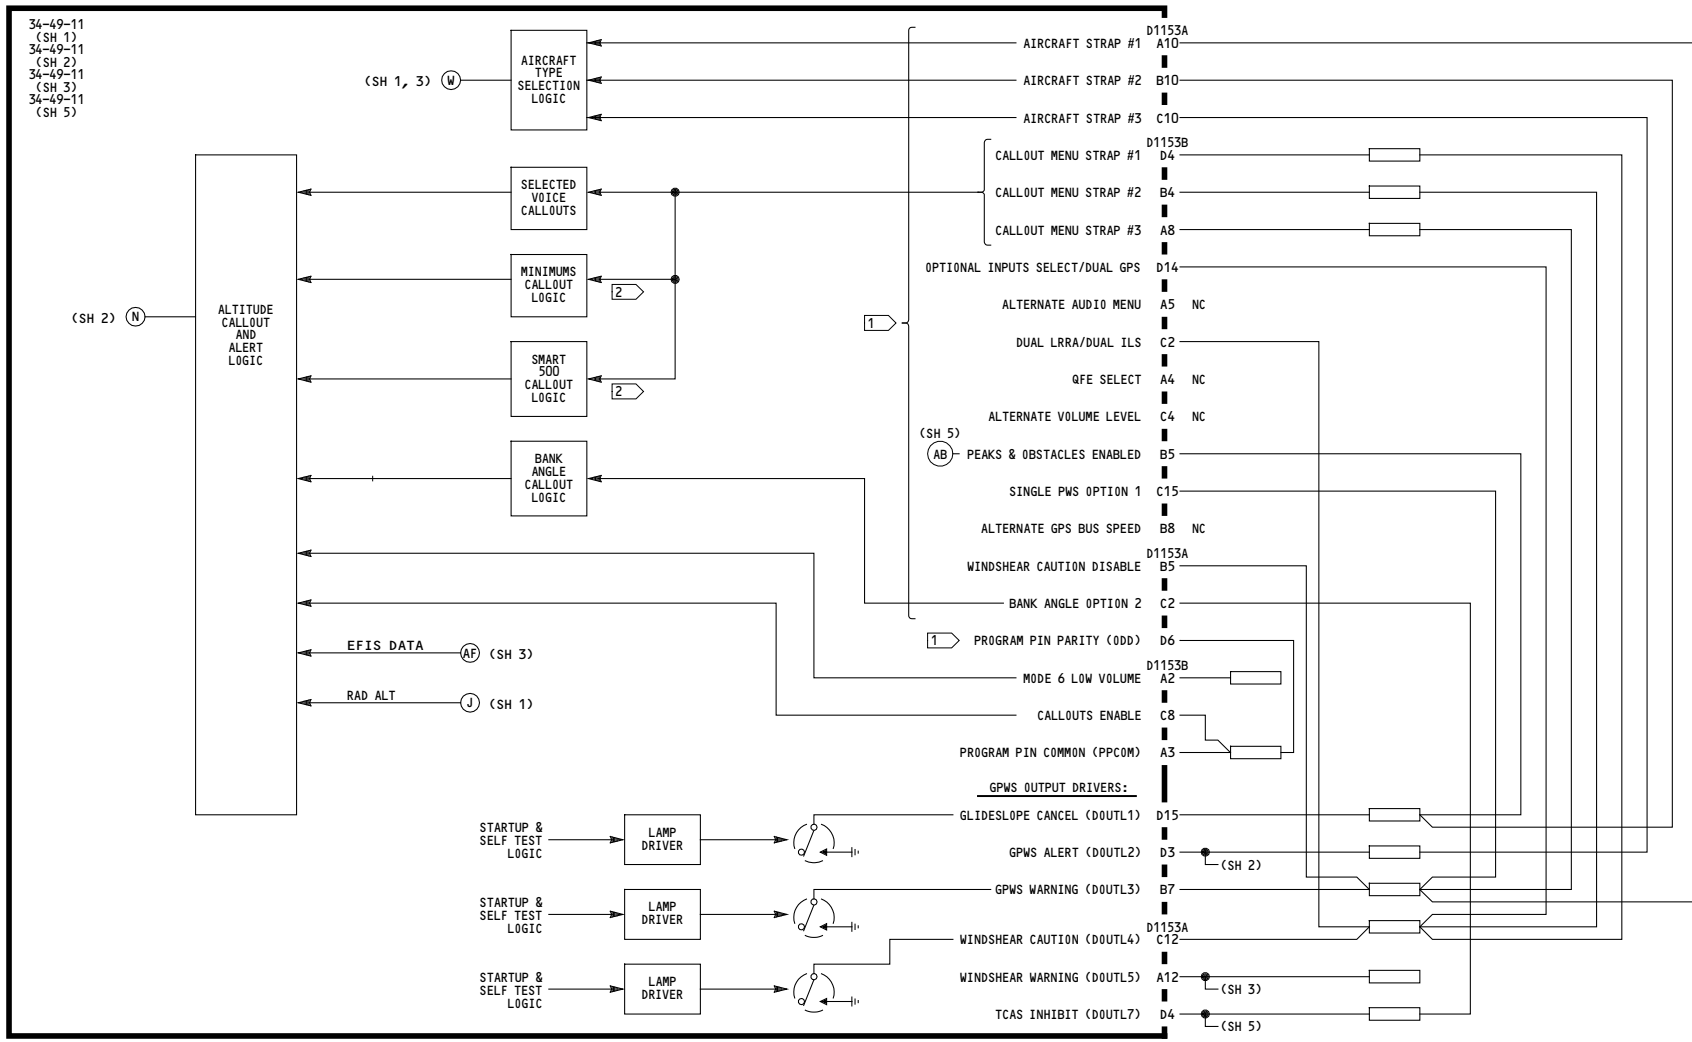 34-49-11
(SH 1)
34-49-11
(SH 2)
34-49-11
(SH 3)
34-49-11
(SH 5)
(SH 1, 3) W
AIRCRAFT
TYPE
SELECTION
LOGIC
D1153A
AIRCRAFT STRAP #1 A10
AIRCRAFT STRAP #2 B10
AIRCRAFT STRAP #3 C10
D1153B
CALLOUT MENU STRAP #1 D4
CALLOUT MENU STRAP #2 B4
CALLOUT MENU STRAP #3 A8
SELECTED
VOICE
CALLOUTS
MINIMUMS
CALLOUT
LOGIC
2
SMART
500
CALLOUT
LOGIC
2
(SH 2) N
ALTITUDE
CALLOUT
AND
ALERT
LOGIC
1
OPTIONAL INPUTS SELECT/DUAL GPS D14
ALTERNATE AUDIO MENU A5 NC
DUAL LRRA/DUAL ILS C2
QFE SELECT A4 NC
ALTERNATE VOLUME LEVEL C4 NC
(SH 5)
AB PEAKS & OBSTACLES ENABLED B5
SINGLE PWS OPTION 1 C15
ALTERNATE GPS BUS SPEED B8 NC
BANK
ANGLE
CALLOUT
LOGIC
D1153A
WINDSHEAR CAUTION DISABLE B5
BANK ANGLE OPTION 2 C2
1 PROGRAM PIN PARITY (ODD) D6
EFIS DATA AF (SH 3)
RAD ALT J (SH 1)
D1153B
MODE 6 LOW VOLUME A2
CALLOUTS ENABLE C8
PROGRAM PIN COMMON (PPCOM) A3
GPWS OUTPUT DRIVERS:
GLIDESLOPE CANCEL (DOUTL1) D15
STARTUP &
SELF TEST
LOGIC
LAMP
DRIVER
GPWS ALERT (DOUTL2) D3
(SH 2)
GPWS WARNING (DOUTL3) B7
STARTUP &
SELF TEST
LOGIC
LAMP
DRIVER
D1153A
WINDSHEAR CAUTION (DOUTL4) C12
WINDSHEAR WARNING (DOUTL5) A12
(SH 3)
STARTUP &
SELF TEST
LOGIC
LAMP
DRIVER
TCAS INHIBIT (DOUTL7) D4
(SH 5)